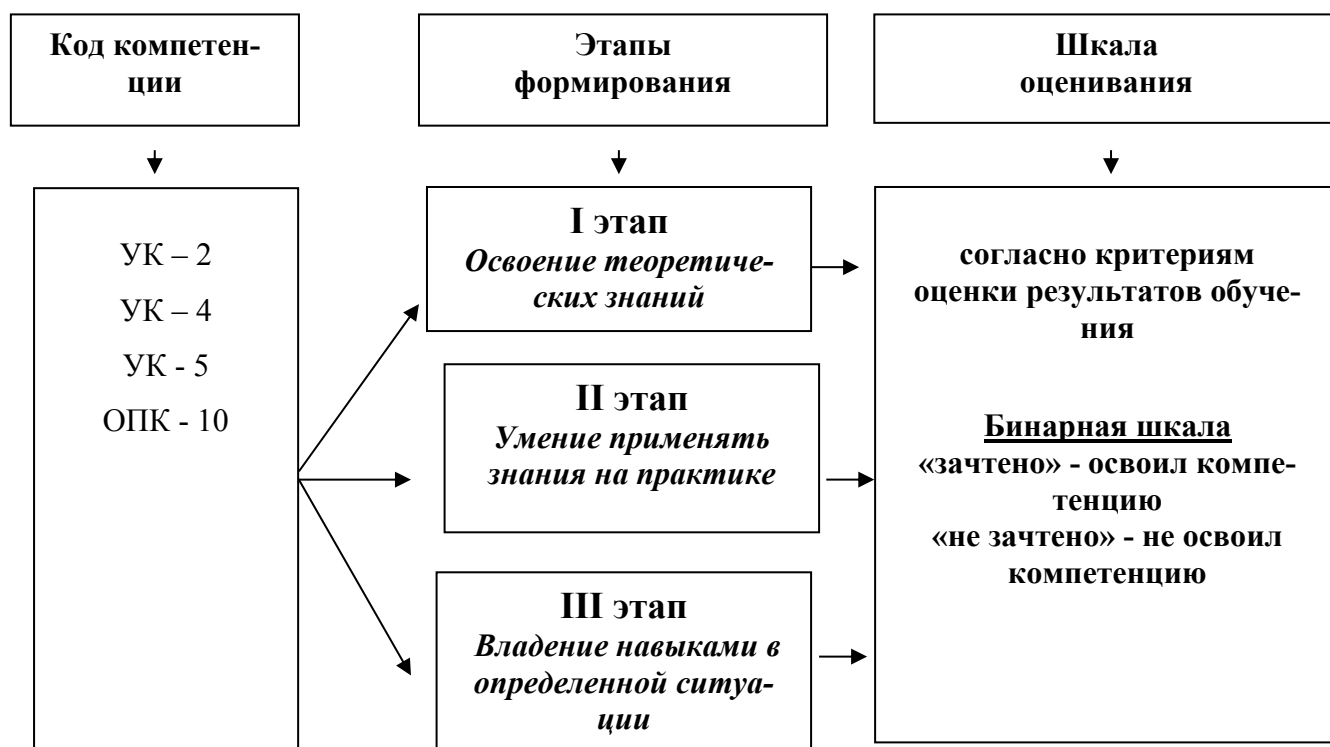 Код компетен-
ции
Этапы
формирования
Шкала
оценивания
УК – 2
УК – 4
УК - 5
ОПК - 10
I этап
Освоение теоретиче-
ских знаний
II этап
Умение применять
знания на практике
III этап
Владение навыками в
определенной ситуа-
ции
согласно критериям
оценки результатов обуче-
ния
Бинарная шкала
«зачтено» - освоил компе-
тенцию
«не зачтено» - не освоил
компетенцию